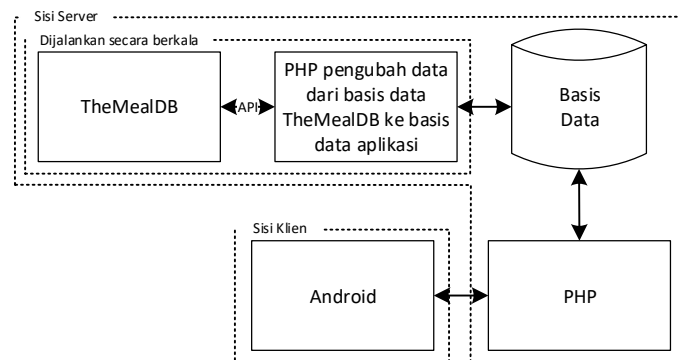 Sisi Server
Dijalankan secara berkala
TheMealDB
API
PHP pengubah data
dari basis data
TheMealDB ke basis
data aplikasi
Basis
Data
Sisi Klien
Android
PHP